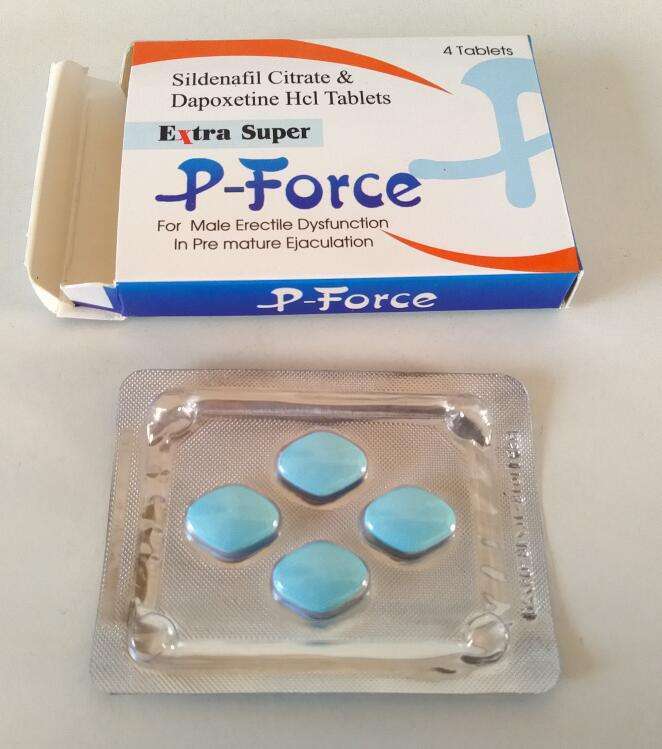 4 Tablets
Sildenafil Citrate &
Dapoxetine Hcl Tablets
Extra Super
P-Force
For Male Erectile Dysfunction
In Pre mature Ejaculation
P-Force